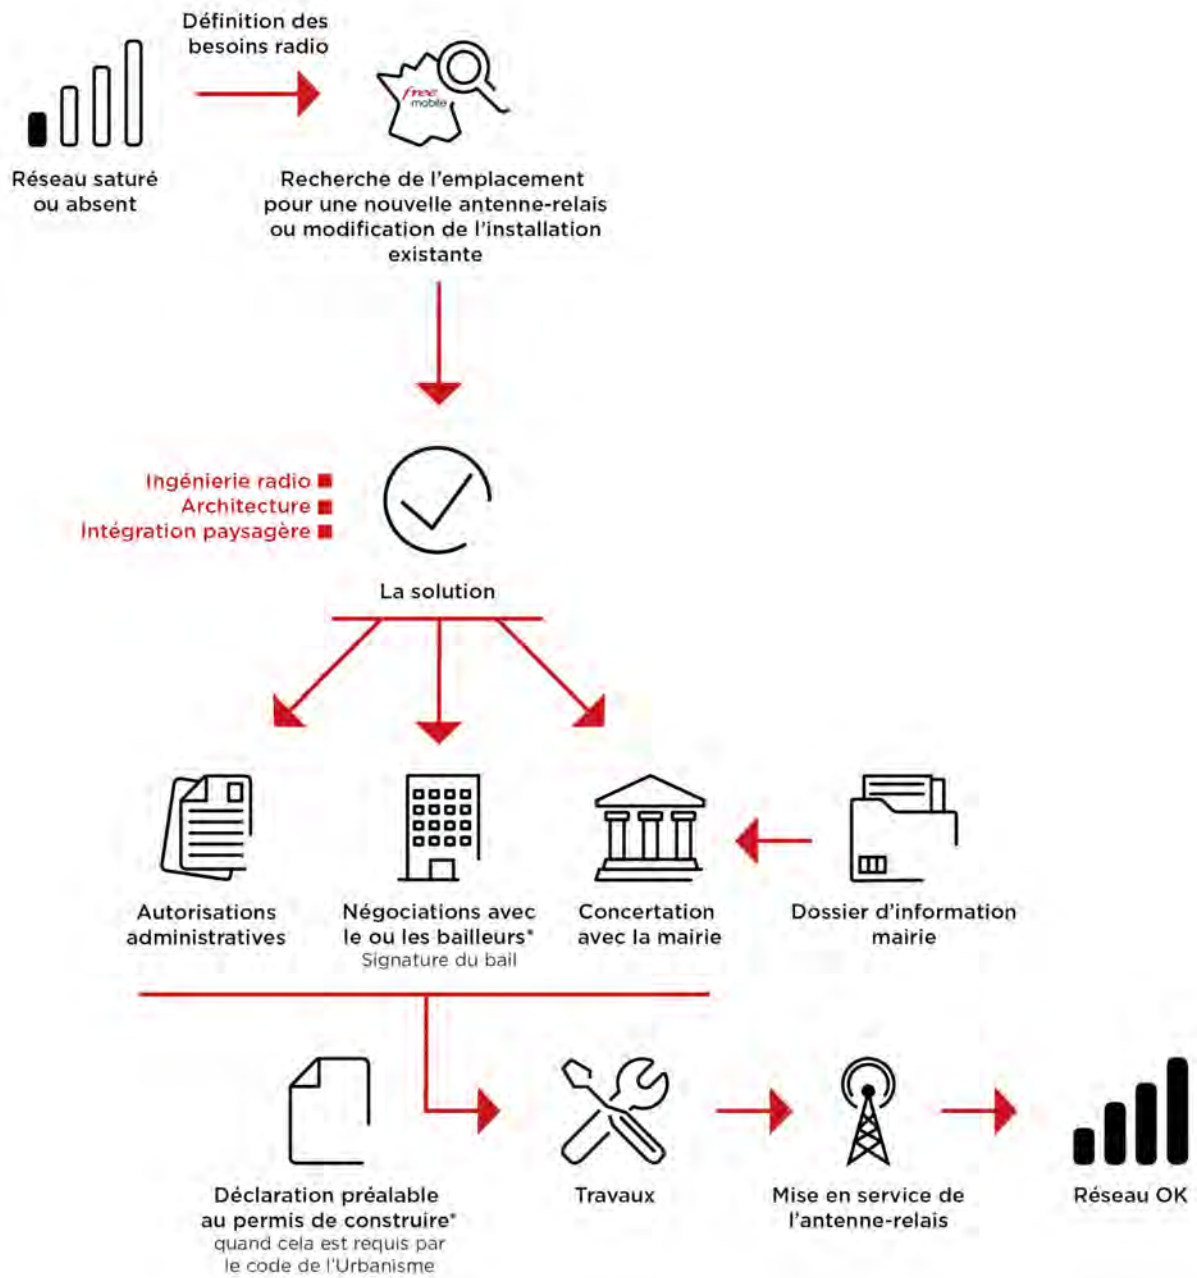 Définition des
besoins radio
free
mobile
Réseau saturé
ou absent
Recherche de l'emplacement
pour une nouvelle antenne-relais
ou modification de l'installation
existante
Ingénierie radio
Architecture
Intégration paysagère
La solution
Autorisations
administratives
Négociations avec
le ou les bailleurs*
Signature du bail
Concertation
avec la mairie
Dossier d'information
mairie
Déclaration préalable
au permis de construire*
quand cela est requis par
le code de l'Urbanisme
Travaux
Mise en service de
l'antenne-relais
Réseau OK